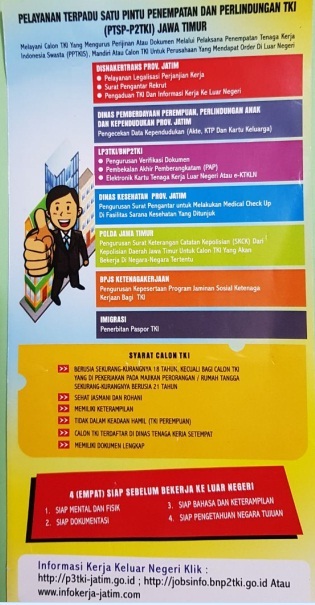 PELAYANAN TERPADU SATU PINTU PENEMPATAN DAN PERLINDUNGAN TKI
(PTSP-P2TKI) JAWA TIMUR
Melayani Calon TKI Yang Mengurus Perijinan Atau Dokumen Melalui Pelaksana Penempatan Tenaga Kerja
Indonesia Swasta (PPTKIS), Mandiri Atau Calon TKI Untuk Perusahaan Yang Mendapat Order Di Luar Negeri
DISNAKERTRANS PROV. JATIM
Pelayanan Legalisasi Perjanjian Kerja
Surat Pengantar Rekrut
Pengaduan TKI Dan Informasi Kerja Ke Luar Negeri
DINAS PEMBERDAYAAN PEREMPUAN, PERLINDUNGAN ANAK
DAN KEPENDUDUKAN PROV. JATIM
Pengecekan Data Kependudukan (Akte, KTP Dan Kartu Keluarga)
LP3TKI/BNP2TKI
Pengurusan Verifikasi Dokumen
Pembekalan Akhir Pemberangkatam (PAP)
Elektronik Kartu Tenaga Kerja Luar Negeri Atau e-KTKLN
DINAS KESEHATAN PROV. JATIM
Pengurusan Surat Pengantar untuk Melakukan Medical Check Up
Di Fasilitas Sarana Kesehatan Yang Ditunjuk
POLDA JAWA TIMUR
Pengurusan Surat Keterangan Catatan Kepolisian (SKCK) Dari
Kepolisian Daerah Jawa Timur Untuk Calon TKI Yang Akan
Bekerja Di Negara-Negara Tertentu
BPJS KETENAGAKERJAAN
Pengurusan Kepesertaan Program Jaminan Sosial Ketenaga
Kerjaan Bagi TKI
IMIGRASI
Penerbitan Paspor TKI
SYARAT CALON TKI
BERUSIA SEKURANG-KURANGNYA 18 TAHUN, KECUALI BAGI CALON TKI
YANG DI PEKERJAKAN PADA MAJIKAN PERORANGAN / RUMAH TANGGA
SEKURANG-KURANGNYA BERUSIA 21 TAHUN
SEHAT JASMANI DAN ROHANI
MEMILIKI KETERAMPILAN
TIDAK DALAM KEADAAN HAMIL (TKI PEREMPUAN)
CALON TKI TERDAFTAR DI DINAS TENAGA KERJA SETEMPAT
MEMILIKI DOKUMEN LENGKAP
4 (EMPAT) SIAP SEBELUM BEKERJA KE LUAR NEGERI
1. SIAP MENTAL DAN FISIK
2. SIAP DOKUMENTASI
3. SIAP BAHASA DAN KETERAMPILAN
4. SIAP PENGETAHUAN NEGARA TUJUAN
Informasi Kerja Keluar Negeri Klik :
http://p3tki-jatim.go.id ; http://jobsinfo.bnp2tki.go.id Atau
www.infokerja-jatim.com